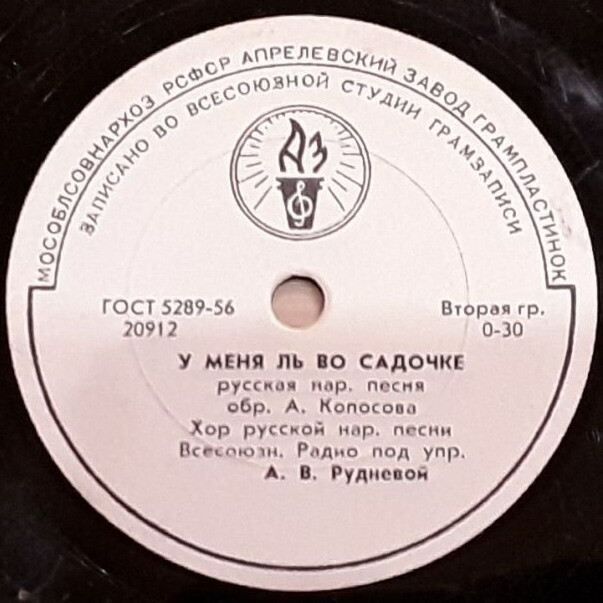 МОСОБЛСОВНАРХОЗ РСФСР АПРЕЛЕВСКИЙ ЗАВОД ГРАМПЛАСТИНОК
ЗАПИСАНО ВО ВСЕСОЮЗНОЙ СТУДИИ ГРАМЗАПИСИ
АЗ
ГОСТ 5289-56
20912
Вторая гр.
0-30
У МЕНЯ ЛЬ ВО САДОЧКЕ
русская нар. песня
обр. А. Колосова
Хор русской нар. песни
Всесоюзн. Радио под упр.
А. В. Рудневой